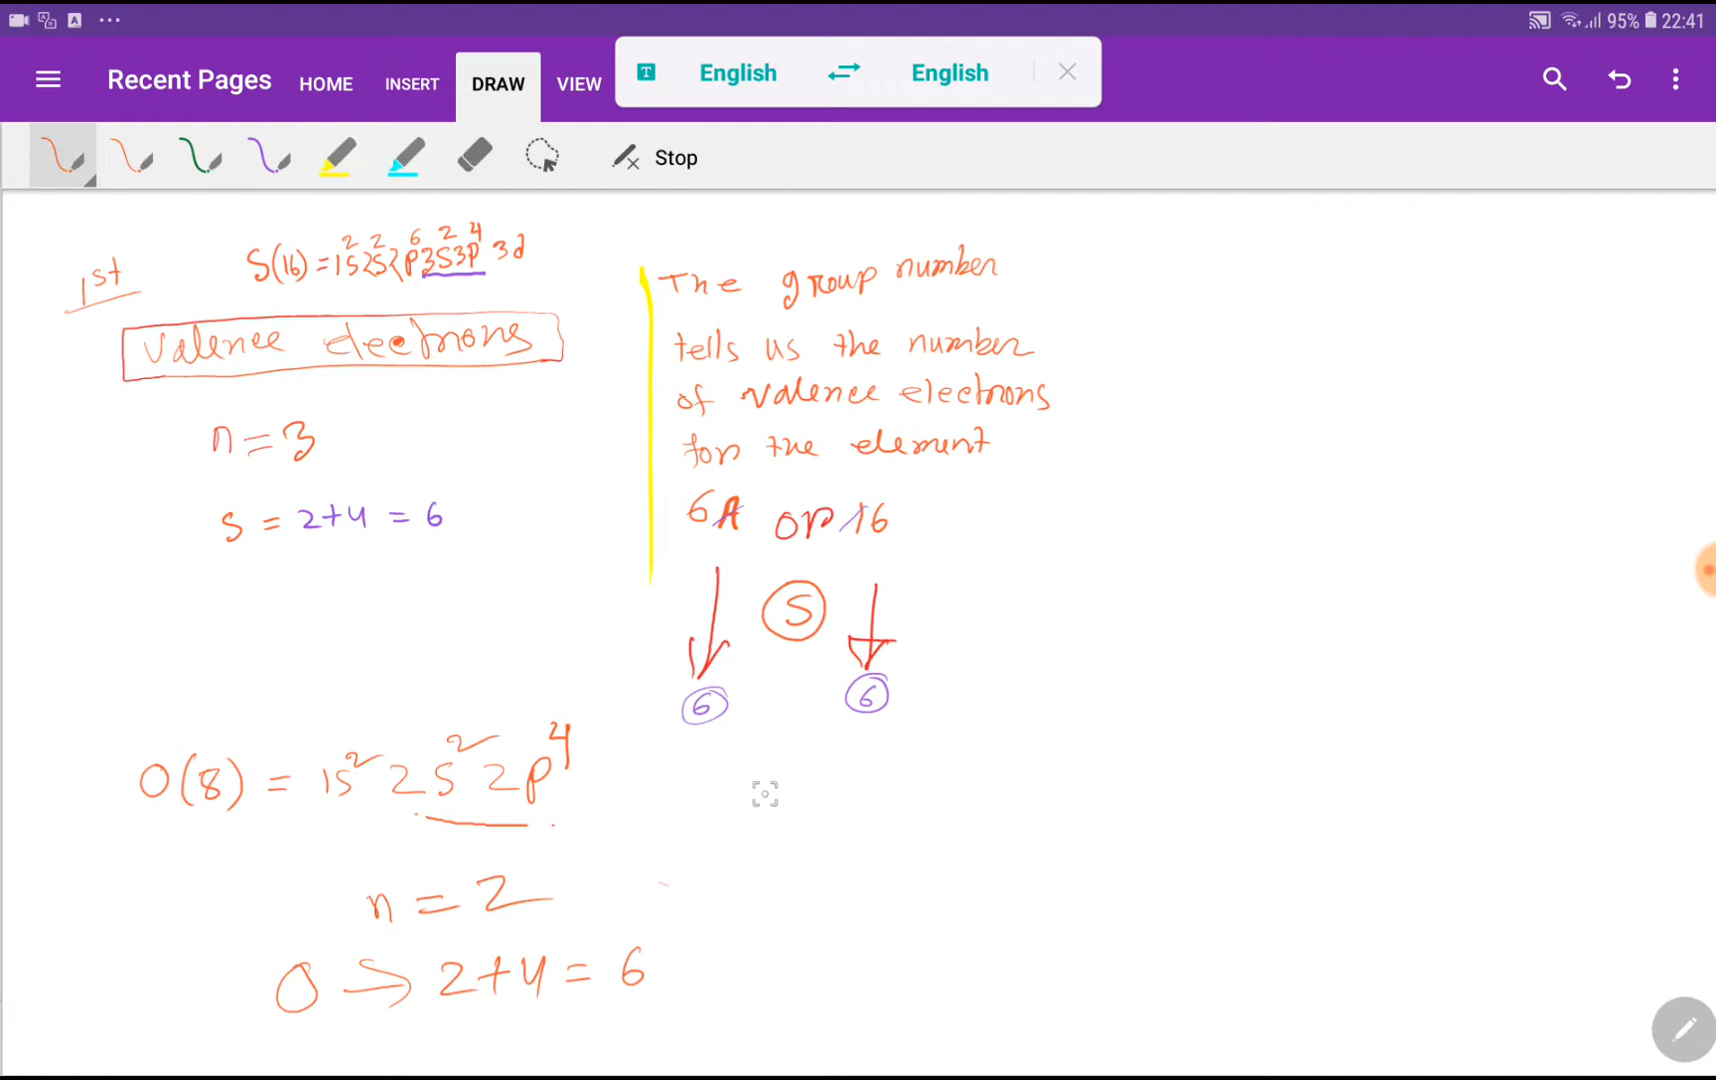 95% 22:41
Recent Pages HOME INSERT DRAW VIEW
English English
Stop
1st
S(16) = 1s² 2s² 2p⁶ 3s² 3p⁴ 3d
Valence electrons
n = 3
S = 2+4 = 6
The group number
tells us the number
of valence electrons
for the element
6A or 16
S
6 6
O(8) = 1s² 2s² 2p⁴
n = 2
O → 2+4 = 6